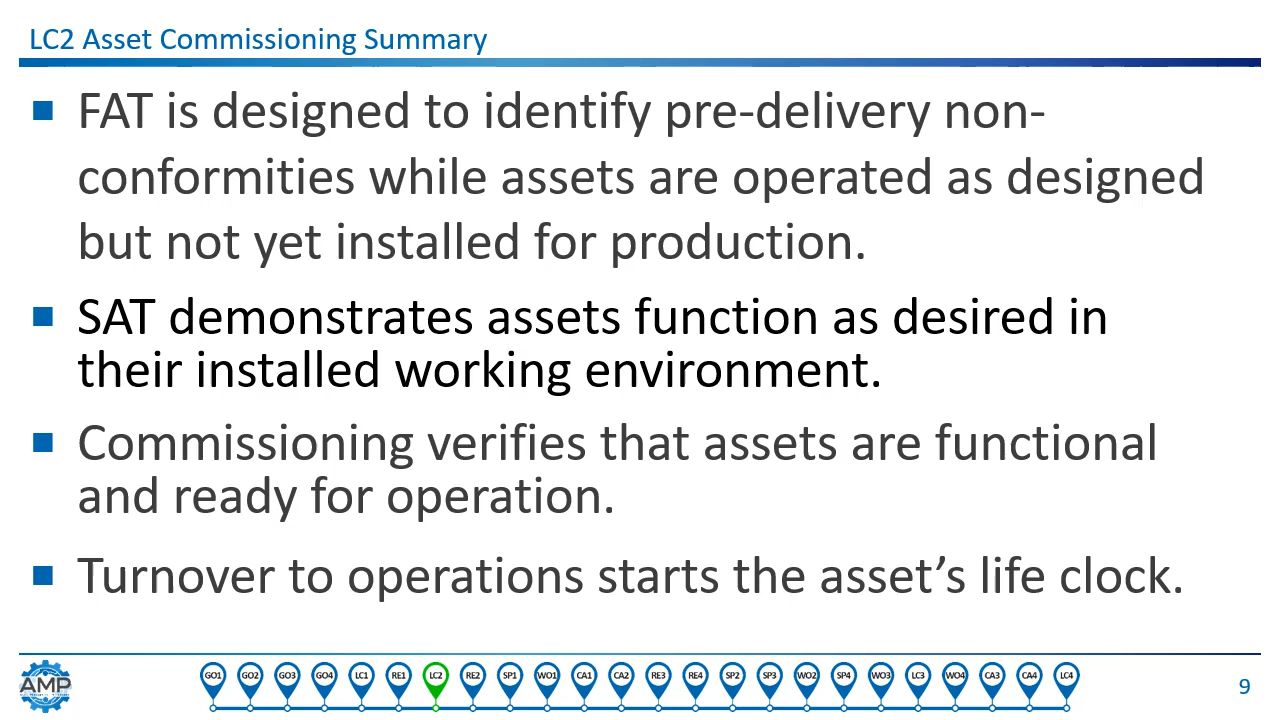 LC2 Asset Commissioning Summary
FAT is designed to identify pre-delivery non-
conformities while assets are operated as designed
but not yet installed for production.
SAT demonstrates assets function as desired in
their installed working environment.
Commissioning verifies that assets are functional
and ready for operation.
Turnover to operations starts the asset’s life clock.
AMP
GO1 GO2 GO3 GO4 LC1 RE1 LC2 RE2 SP1 WO1 CA1 CA2 RE3 RE4 SP2 SP3 WO2 SP4 WO3 LC3 WO4 CA3 CA4 LC4
9